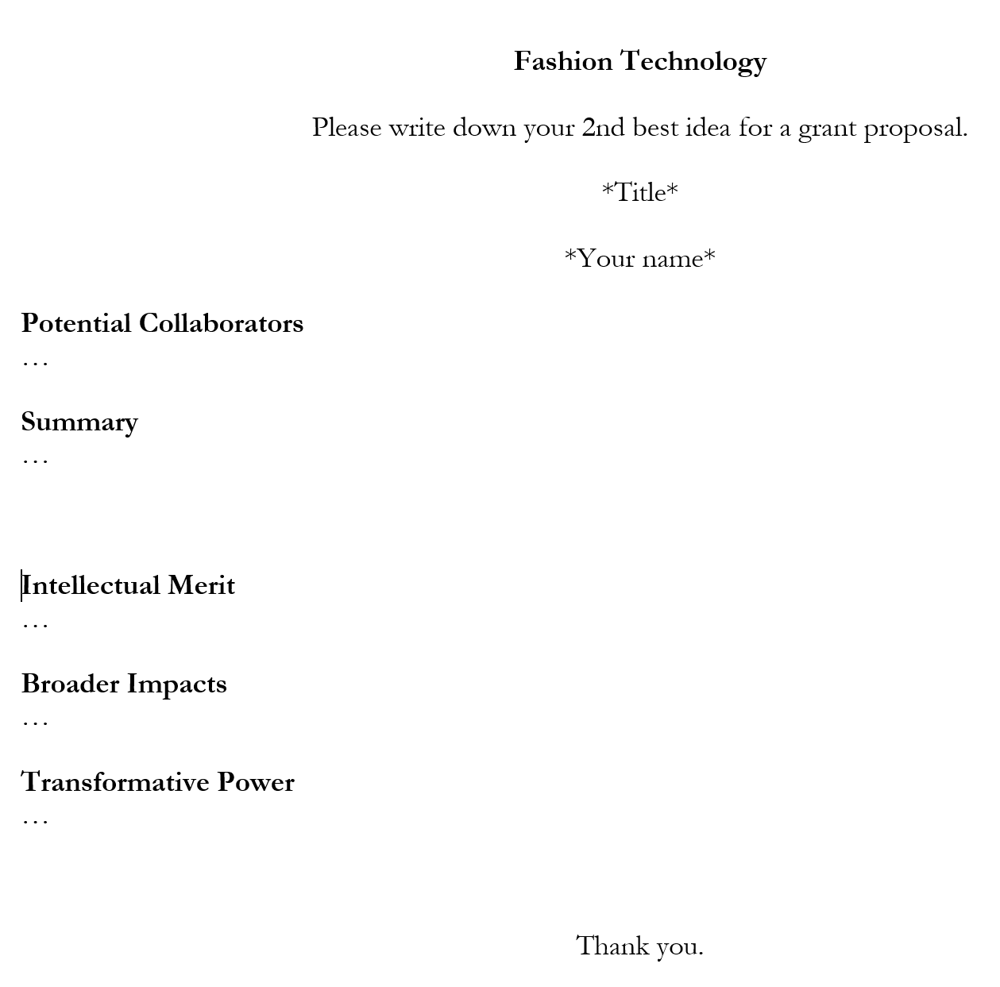 Fashion Technology
Please write down your 2nd best idea for a grant proposal.
*Title*
*Your name*
Potential Collaborators
…
Summary
…
Intellectual Merit
…
Broader Impacts
…
Transformative Power
…
Thank you.